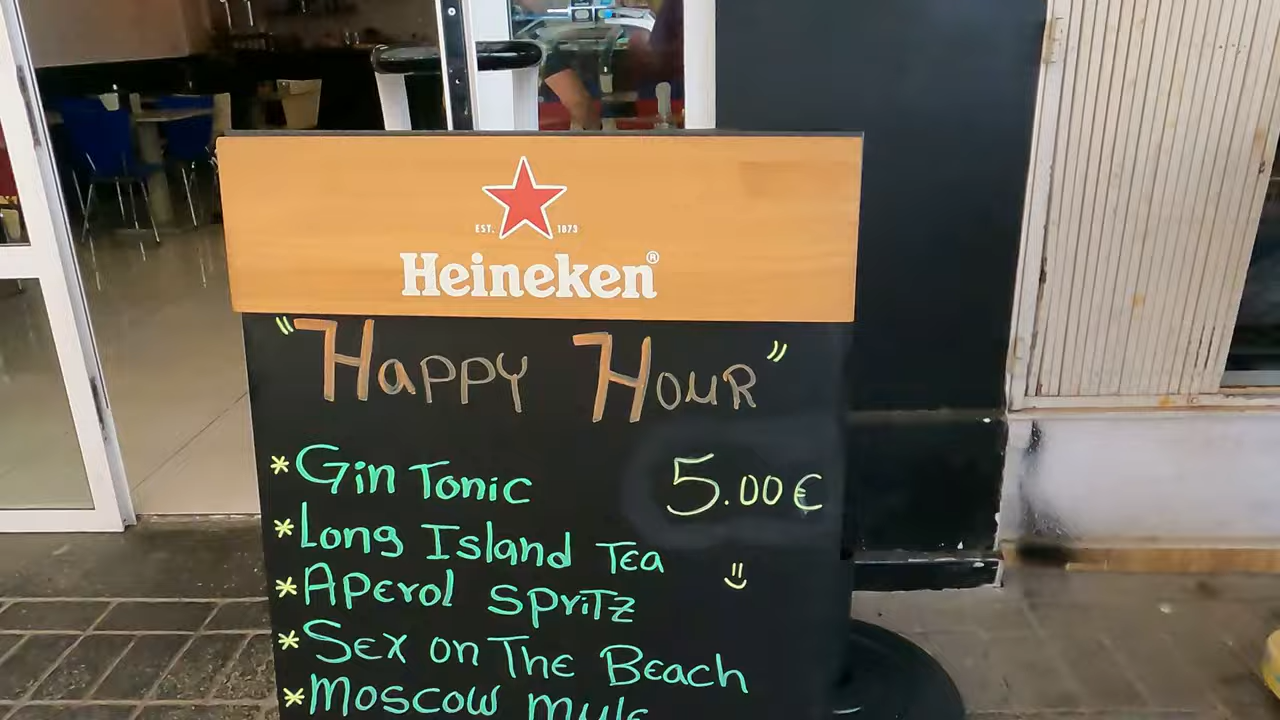 EST. 1873
Heineken®
"Happy Hour"
*Gin Tonic 5.00€
*Long Island Tea
*Aperol Spritz
*Sex on The Beach
*Moscow Mule